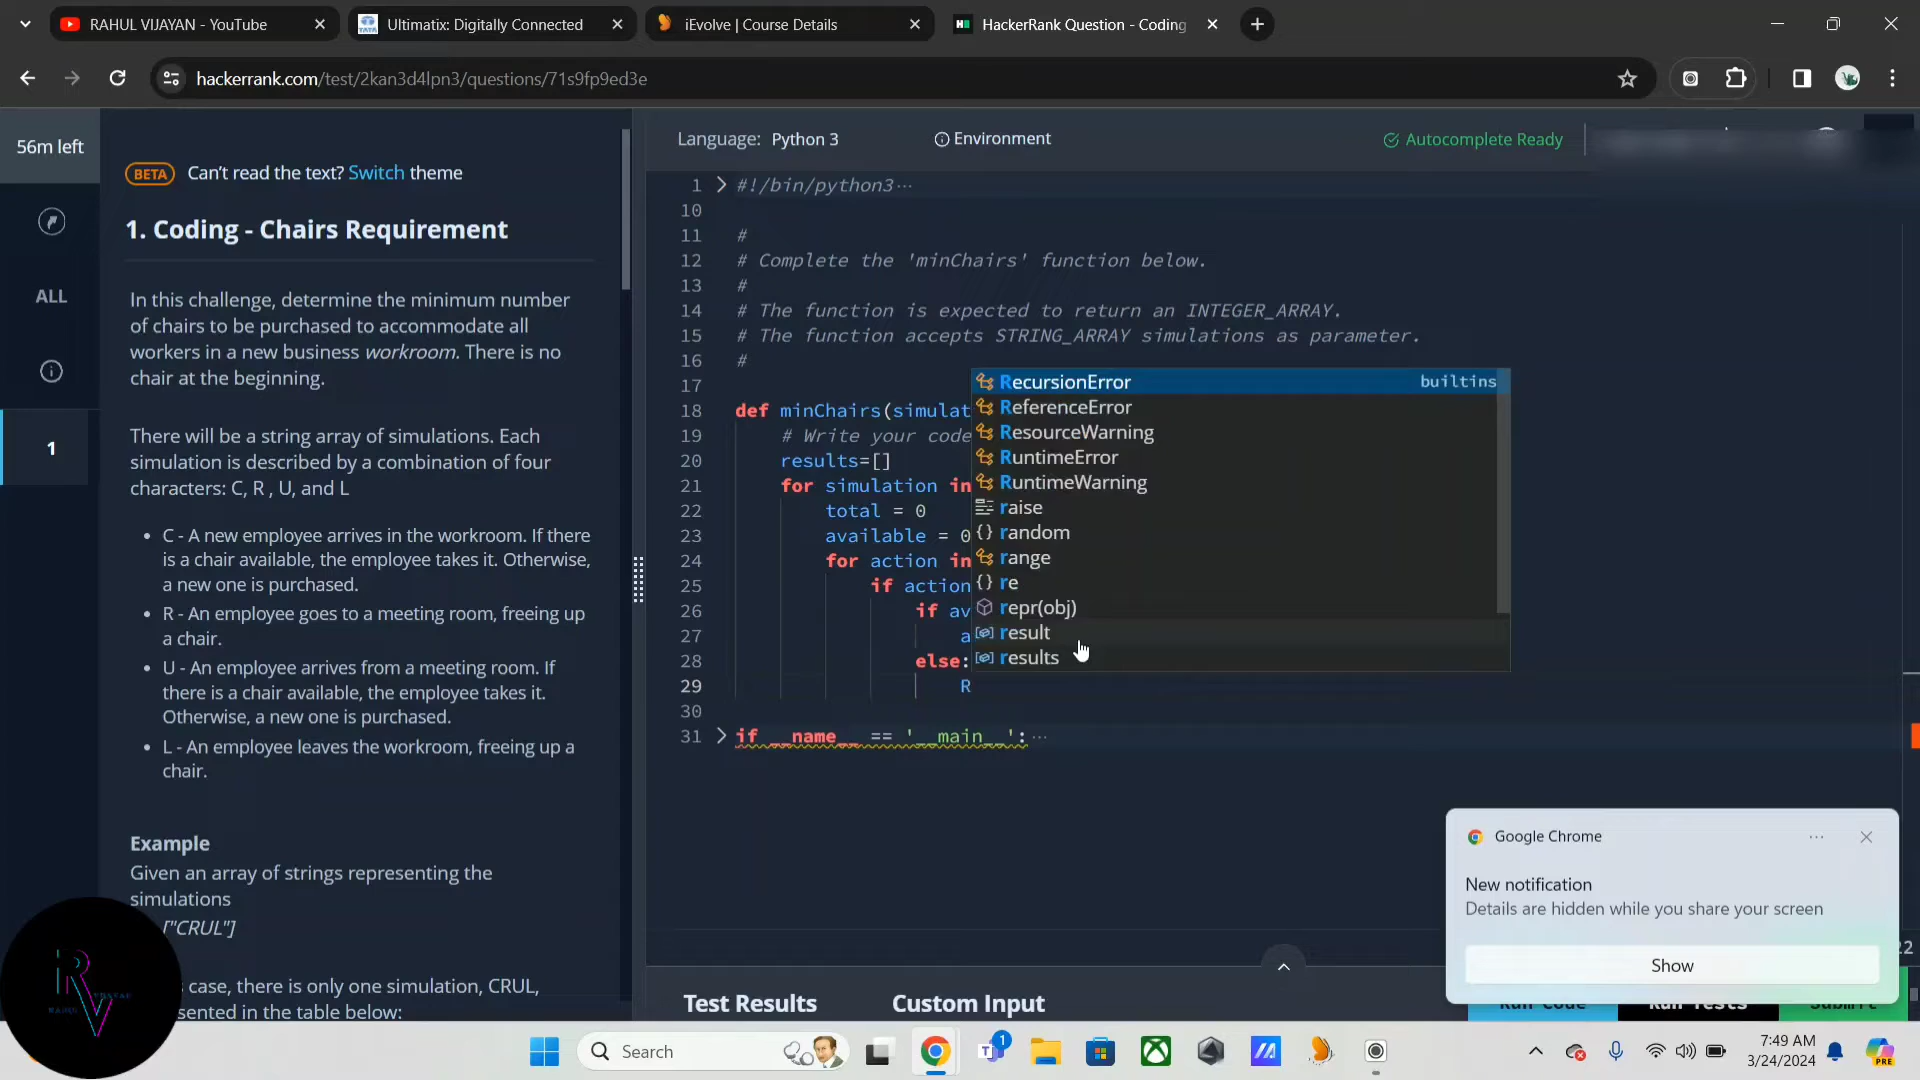 RAHUL VIJAYAN - YouTube
Ultimatix: Digitally Connected
iEvolve | Course Details
HackerRank Question - Coding
hackerrank.com/test/2kan3d4lpn3/questions/71s9fp9ed3e
56m left
ALL
1
BETA Can't read the text? Switch theme
1. Coding - Chairs Requirement
In this challenge, determine the minimum number
of chairs to be purchased to accommodate all
workers in a new business workroom. There is no
chair at the beginning.
There will be a string array of simulations. Each
simulation is described by a combination of four
characters: C, R , U, and L
• C - A new employee arrives in the workroom. If there
is a chair available, the employee takes it. Otherwise,
a new one is purchased.
• R - An employee goes to a meeting room, freeing up
a chair.
• U - An employee arrives from a meeting room. If
there is a chair available, the employee takes it.
Otherwise, a new one is purchased.
• L - An employee leaves the workroom, freeing up a
chair.
Example
Given an array of strings representing the
simulations
["CRUL"]
case, there is only one simulation, CRUL,
sented in the table below:
Language: Python 3
Environment
Autocomplete Ready
1 #!/bin/python3···
10
11 #
12 # Complete the 'minChairs' function below.
13 #
14 # The function is expected to return an INTEGER_ARRAY.
15 # The function accepts STRING_ARRAY simulations as parameter.
16 #
17
18 def minChairs(simulat
19 # Write your code
20 results=[]
21 for simulation in
22 total = 0
23 available = 0
24 for action in
25 if action
26 if av
27 a
28 else:
29 R
30
31 if __name__ == '__main__':···
RecursionError builtins
ReferenceError
ResourceWarning
RuntimeError
RuntimeWarning
raise
random
range
re
repr(obj)
result
results
Test Results
Custom Input
Run Code
Run Tests
Submit
Google Chrome
New notification
Details are hidden while you share your screen
Show
Search
1
7:49 AM
3/24/2024
PRE